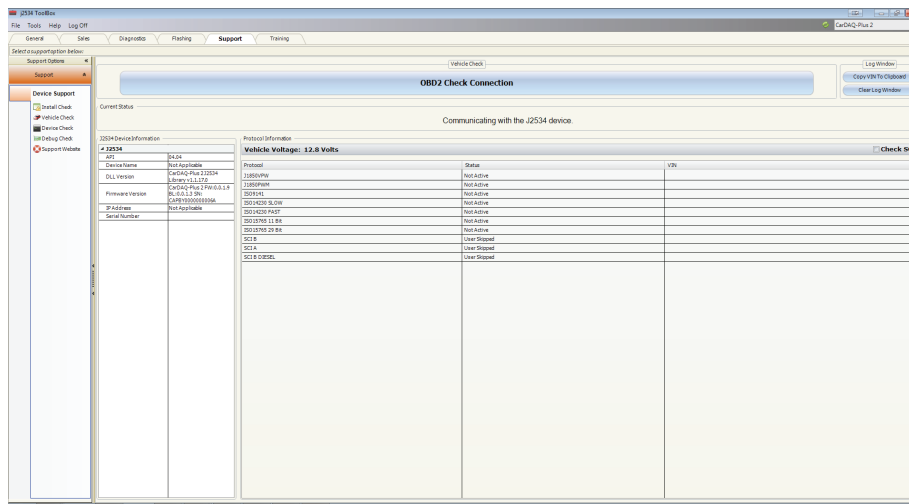 j2534 ToolBox
File Tools Help Log Off
CarDAQ-Plus 2
General Sales Diagnostics Flashing Support Training
Select a support option below:
Support Options
Support
Device Support
Install Check
Vehicle Check
Device Check
Debug Check
Support Website
Vehicle Check
OBD2 Check Connection
Log Window
Copy VIN To Clipboard
Clear Log Window
Current Status
Communicating with the J2534 device.
J2534 Device Information
J2534
API 04.04
Device Name Not Applicable
DLL Version CarDAQ-Plus 2 J2534
Library v1.1.17.0
Firmware Version CarDAQ-Plus 2 FW:0.0.1.9
BL:0.0.1.3 SN:
IP Address Not Applicable
Serial Number
Protocol Information
Vehicle Voltage: 12.8 Volts
Check
Protocol Status VIN
J1850VPW Not Active
J1850PWM Not Active
ISO9141 Not Active
ISO14230 SLOW Not Active
ISO14230 FAST Not Active
ISO15765 11 Bit Not Active
ISO15765 29 Bit Not Active
SCI B User Skipped
SCI A User Skipped
SCI B DIESEL User Skipped